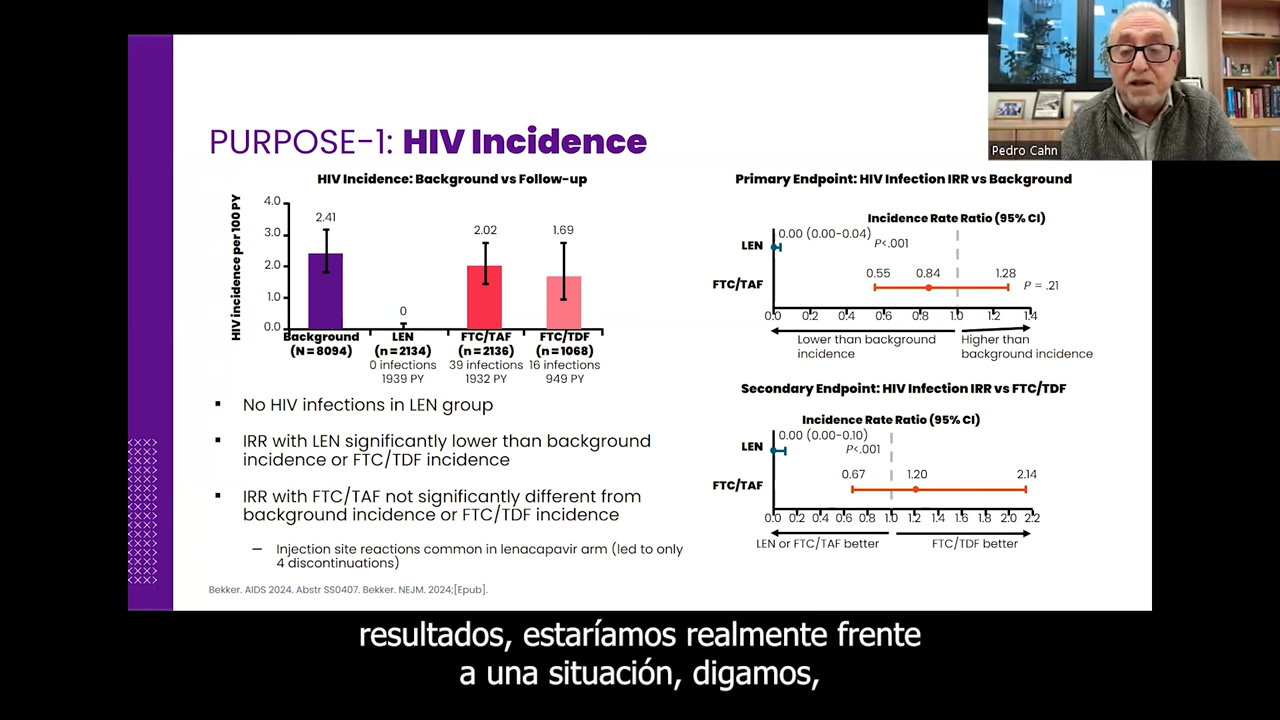 Pedro Cahn
PURPOSE-1: HIV Incidence
HIV Incidence: Background vs Follow-up
HIV incidence per 100 PY
4.0
3.0
2.0
1.0
0.0
2.41
0
2.02
1.69
Background
(N=8094)
LEN
(n=2134)
0 infections
1939 PY
FTC/TAF
(n=2136)
39 infections
1932 PY
FTC/TDF
(n=1068)
16 infections
949 PY
▪ No HIV infections in LEN group
▪ IRR with LEN significantly lower than background
incidence or FTC/TDF incidence
▪ IRR with FTC/TAF not significantly different from
background incidence or FTC/TDF incidence
– Injection site reactions common in lenacapavir arm (led to only
4 discontinuations)
Bekker. AIDS 2024. Abstr SS0407. Bekker. NEJM. 2024;[Epub].
Primary Endpoint: HIV Infection IRR vs Background
Incidence Rate Ratio (95% CI)
LEN
0.00 (0.00-0.04)
P<.001
FTC/TAF
0.55 0.84 1.28
P = .21
0.0 0.2 0.4 0.6 0.8 1.0 1.2 1.4
Lower than background
incidence
Higher than
background incidence
Secondary Endpoint: HIV Infection IRR vs FTC/TDF
Incidence Rate Ratio (95% CI)
LEN
0.00 (0.00-0.10)
P<.001
FTC/TAF
0.67 1.20 2.14
0.0 0.2 0.4 0.6 0.8 1.0 1.2 1.4 1.6 1.8 2.0 2.2
LEN or FTC/TAF better
FTC/TDF better
resultados, estaríamos realmente frente
a una situación, digamos,